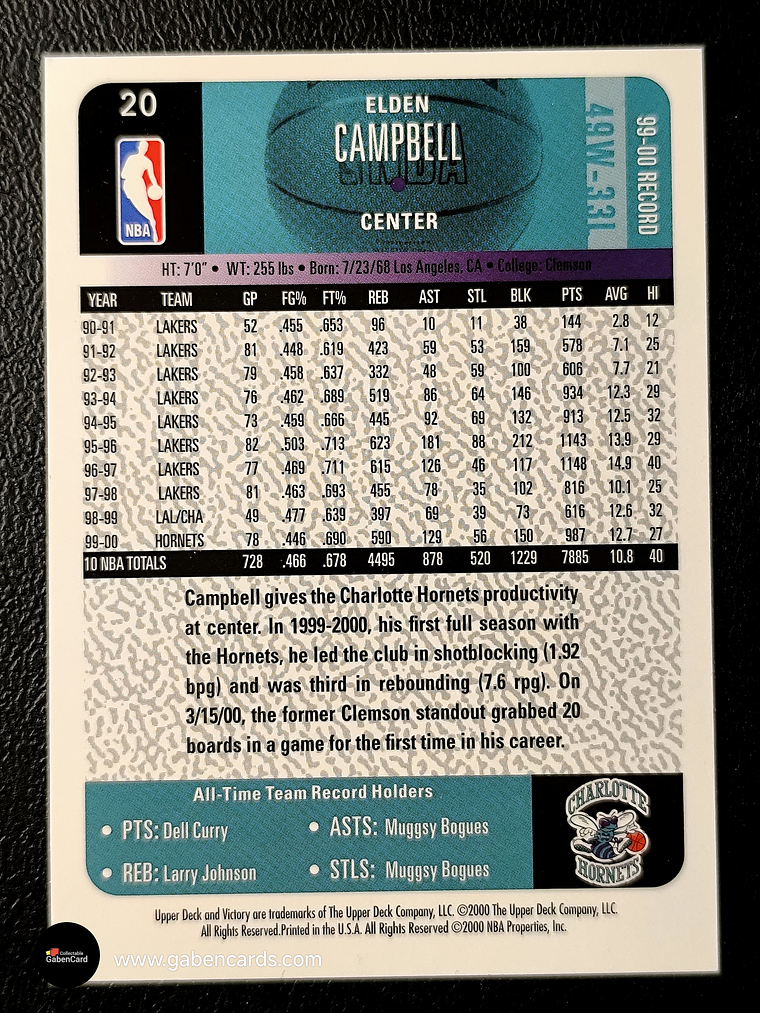 20
ELDEN
CAMPBELL
CENTER
99-00 RECORD
49W-33L
NBA
HT: 7'0" • WT: 255 lbs • Born: 7/23/68 Los Angeles, CA • College: Clemson
YEAR TEAM GP FG% FT% REB AST STL BLK PTS AVG HI
90-91 LAKERS 52 .455 .653 96 10 11 38 144 2.8 12
91-92 LAKERS 81 .448 .619 423 59 53 159 578 7.1 25
92-93 LAKERS 79 .458 .637 332 48 59 100 606 7.7 21
93-94 LAKERS 76 .462 .689 519 86 64 146 934 12.3 29
94-95 LAKERS 73 .459 .666 445 92 69 132 913 12.5 32
95-96 LAKERS 82 .503 .713 623 181 88 212 1143 13.9 29
96-97 LAKERS 77 .469 .711 615 126 46 117 1148 14.9 40
97-98 LAKERS 81 .463 .693 455 78 35 102 816 10.1 25
98-99 LAL/CHA 49 .477 .639 397 69 39 73 616 12.6 32
99-00 HORNETS 78 .446 .690 590 129 56 150 987 12.7 27
10 NBA TOTALS 728 .466 .678 4495 878 520 1229 7885 10.8 40
Campbell gives the Charlotte Hornets productivity
at center. In 1999-2000, his first full season with
the Hornets, he led the club in shotblocking (1.92
bpg) and was third in rebounding (7.6 rpg). On
3/15/00, the former Clemson standout grabbed 20
boards in a game for the first time in his career.
All-Time Team Record Holders
• PTS: Dell Curry • ASTS: Muggsy Bogues
• REB: Larry Johnson • STLS: Muggsy Bogues
CHARLOTTE
HORNETS
Upper Deck and Victory are trademarks of The Upper Deck Company, LLC. ©2000 The Upper Deck Company, LLC.
All Rights Reserved.Printed in the U.S.A. All Rights Reserved ©2000 NBA Properties, Inc.
Collectable
GabenCard
www.gabencards.com